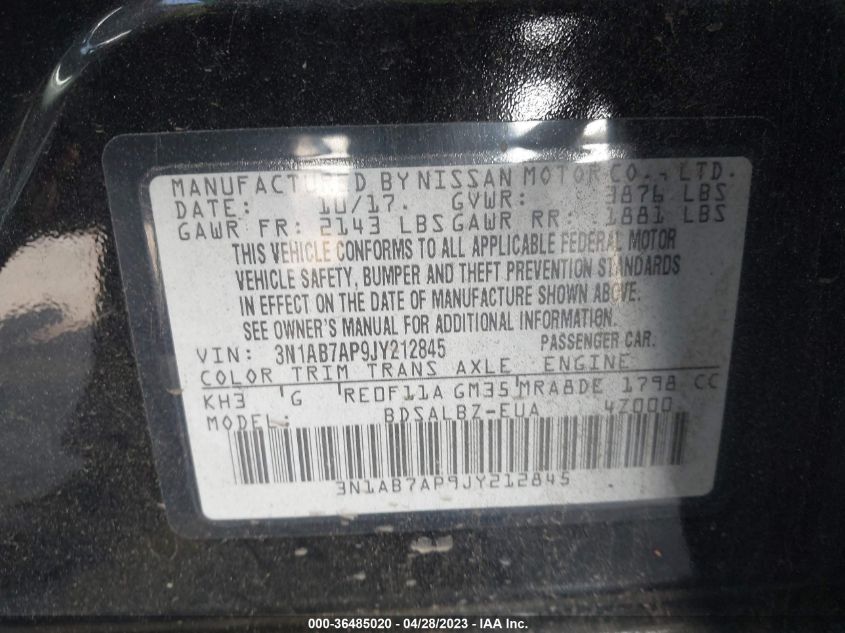 MANUFACTURED BY NISSAN MOTOR CO., LTD.
DATE: 10/17. GVWR: 3876 LBS
GAWR FR: 2143 LBS GAWR RR: 1881 LBS
THIS VEHICLE CONFORMS TO ALL APPLICABLE FEDERAL MOTOR
VEHICLE SAFETY, BUMPER AND THEFT PREVENTION STANDARDS
IN EFFECT ON THE DATE OF MANUFACTURE SHOWN ABOVE.
SEE OWNER'S MANUAL FOR ADDITIONAL INFORMATION.
VIN: 3N1AB7AP9JY212845 PASSENGER CAR.
COLOR TRIM TRANS AXLE ENGINE
KH3 G RE0F11A GM35 MRA8DE 1798 CC
MODEL: BDSALBZ-EUA 4Z000
3N1AB7AP9JY212845
000-36485020 - 04/28/2023 - IAA Inc.